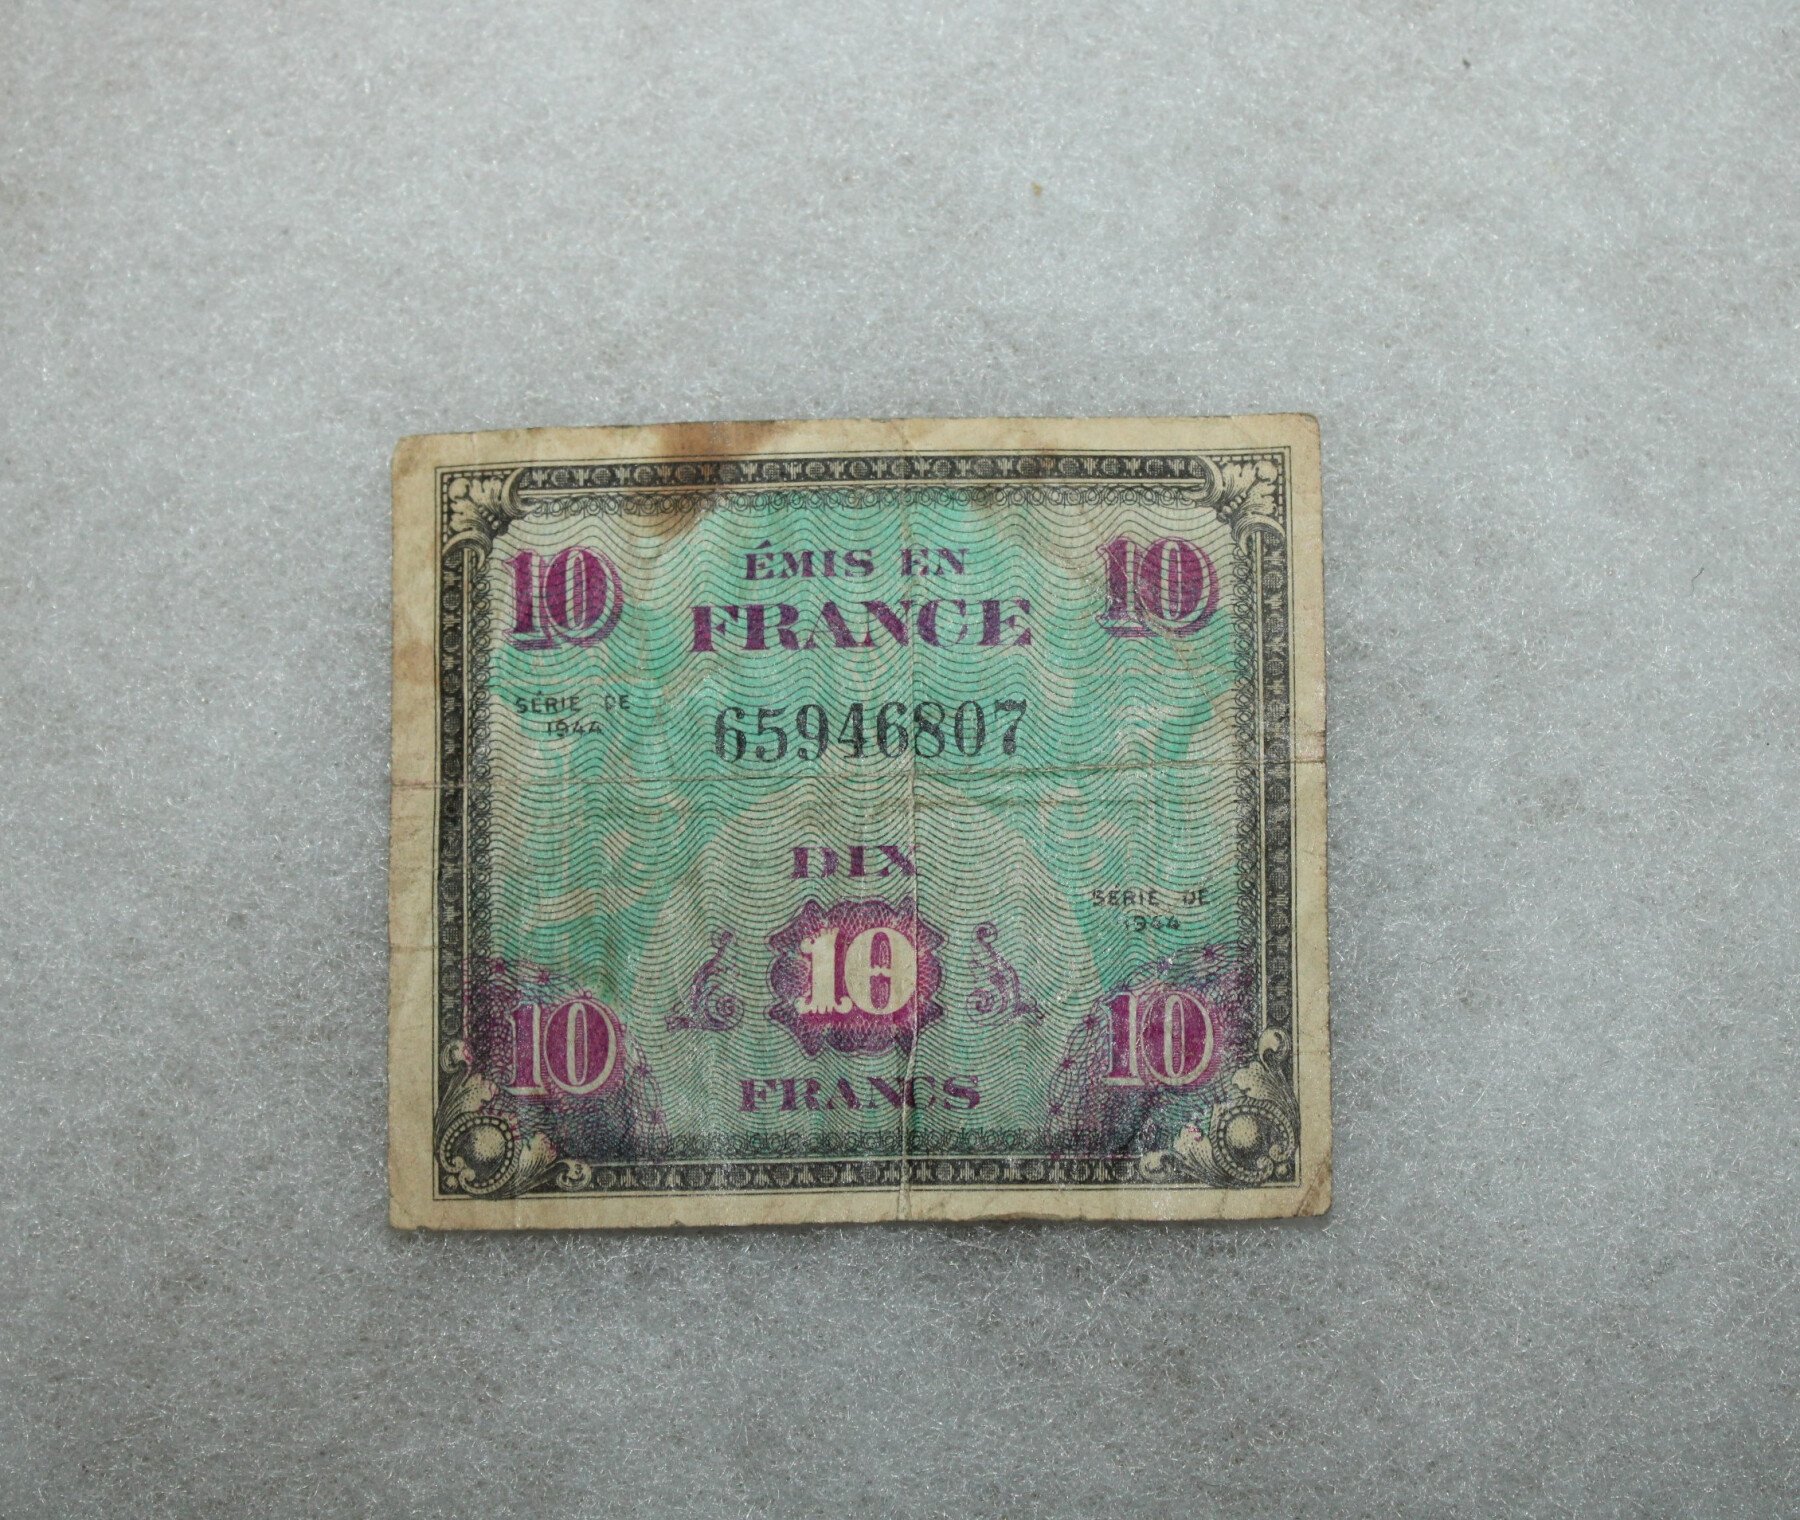 10 ÉMIS EN 10
FRANCE
SÉRIE DE
1944
65946807
DIX
SÉRIE DE
1944
10
10 10
FRANCS